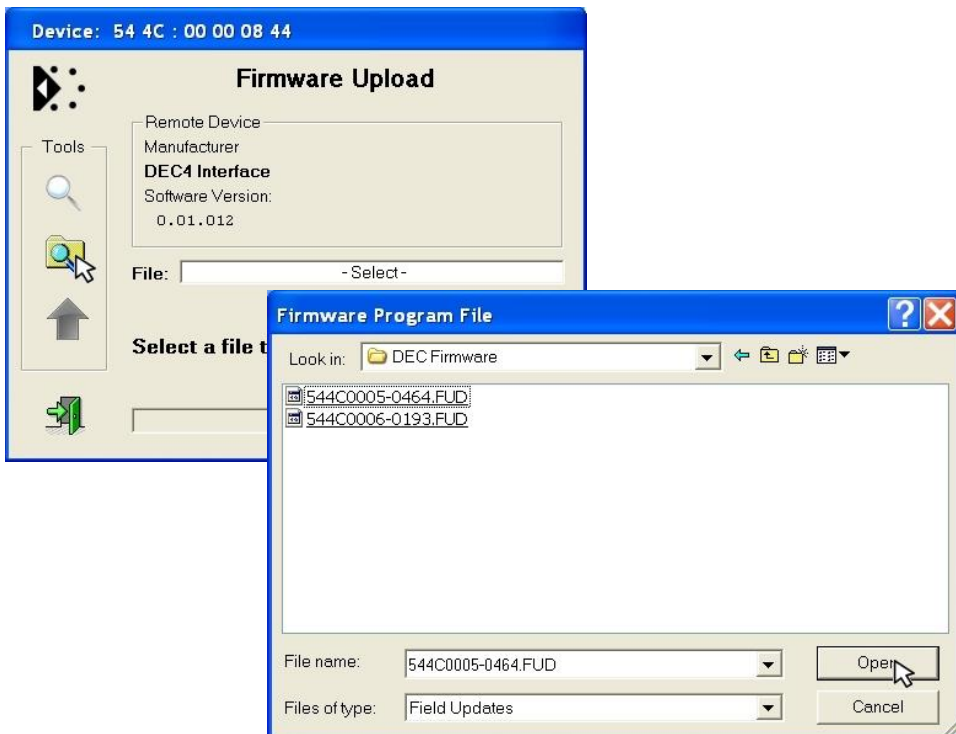 Device: 54 4C : 00 00 08 44
Firmware Upload
Remote Device
Tools
Manufacturer
DEC4 Interface
Software Version:
0.01.012
File:
-Select-
Select a file t
Firmware Program File
Look in:
DEC Firmware
544C0005-0464.FUD
544C0006-0193.FUD
File name:
544C0005-0464.FUD
Open
Files of type:
Field Updates
Cancel